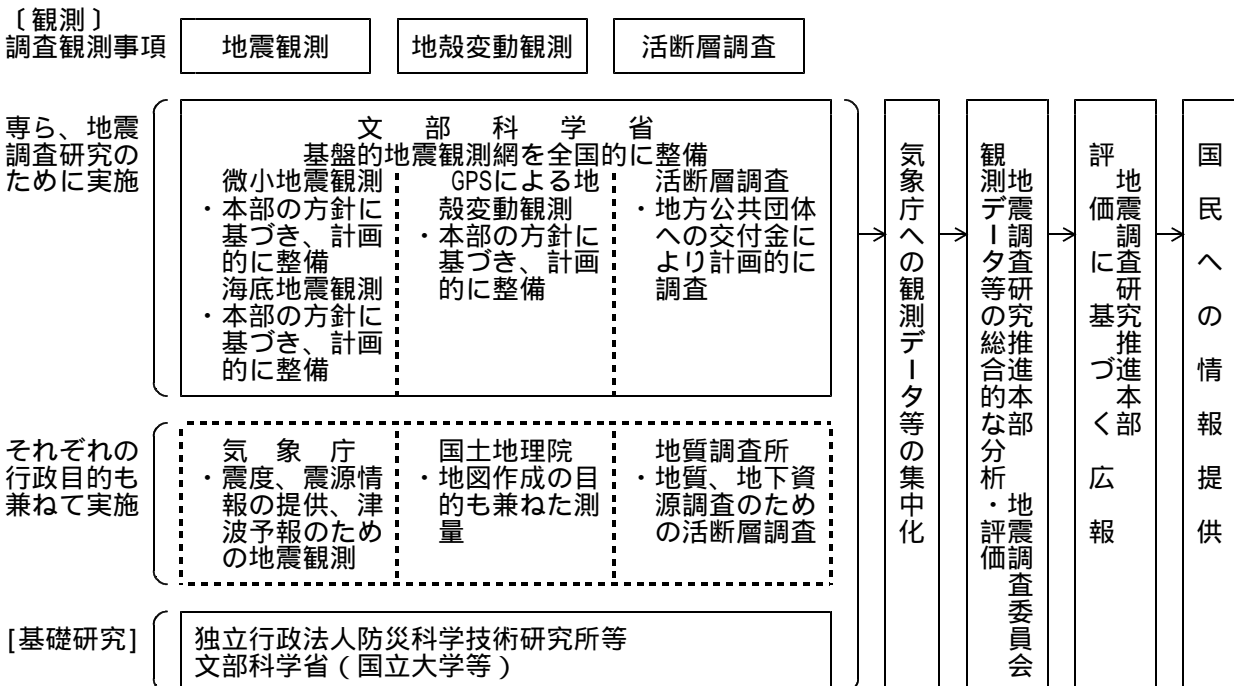 〔観測〕
調査観測事項
地震観測
地殻変動観測
活断層調査
専ら、地震
調査研究の
ために実施
文部科学省
基盤的地震観測網を全国的に整備
微小地震観測
・本部の方針に
基づき、計画
的に整備
海底地震観測
・本部の方針に
基づき、計画
的に整備
GPSによる地
殻変動観測
・本部の方針に
基づき、計画
的に整備
活断層調査
・地方公共団体
への交付金に
より計画的に
調査
それぞれの
行政目的も
兼ねて実施
気象庁
・震度、震源情
報の提供、津
波予報のため
の地震観測
国土地理院
・地図作成の目
的も兼ねた測
量
地質調査所
・地質、地下資
源調査のため
の活断層調査
[基礎研究]
独立行政法人防災科学技術研究所等
文部科学省(国立大学等)
気象庁への観測データ等の集中化
地震調査研究推進本部 地震調査委員会
観測データ等の総合的な分析・評価
地震調査研究推進本部
評価に基づく広報
国民への情報提供